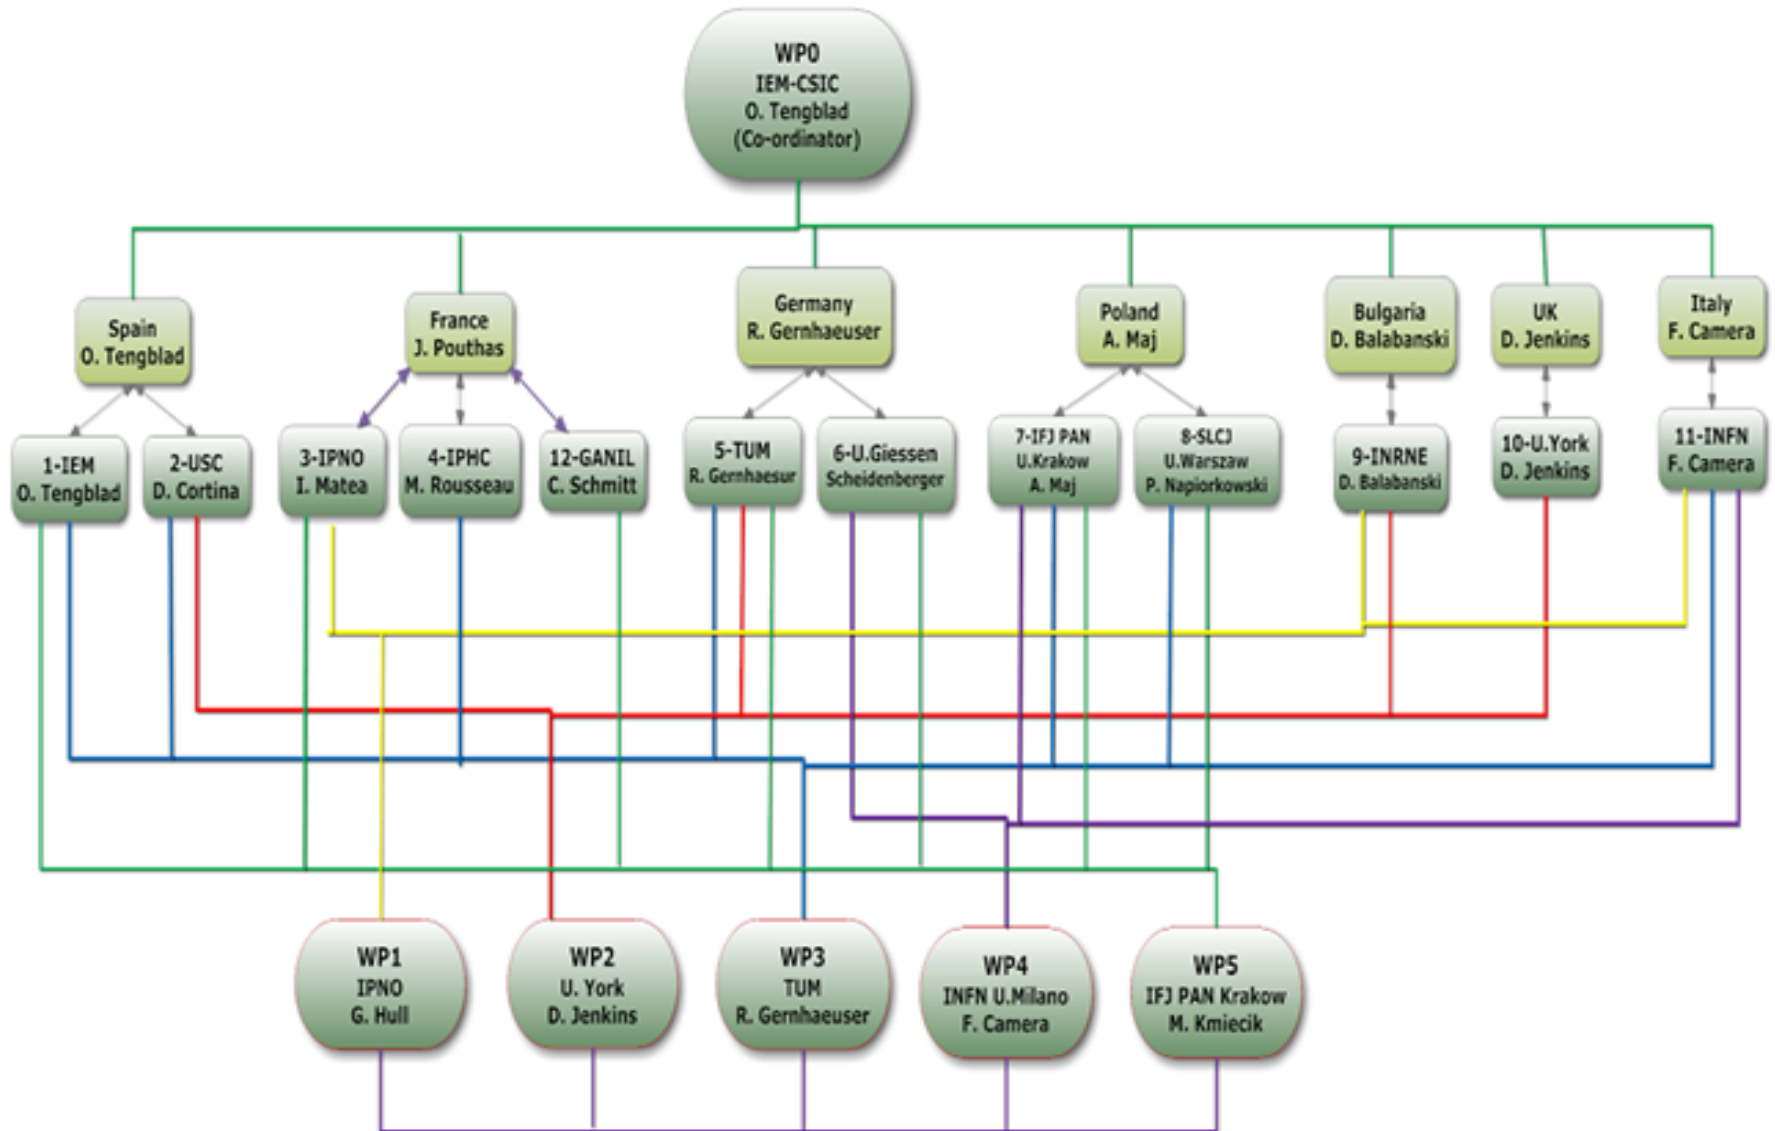 WP0
IEM-CSIC
O. Tengblad
(Co-ordinator)
Spain
O. Tengblad
France
J. Pouthas
Germany
R. Gernhaeuser
Poland
A. Maj
Bulgaria
D. Balabanski
UK
D. Jenkins
Italy
F. Camera
1-IEM
O. Tengblad
2-USC
D. Cortina
3-IPNO
I. Matea
4-IPHC
M. Rousseau
12-GANIL
C. Schmitt
5-TUM
R. Gernhaesur
6-U.Giessen
Scheidenberger
7-IFJ PAN
U.Krakow
A. Maj
8-SLCJ
U.Warszaw
P. Napiorkowski
9-INRNE
D. Balabanski
10-U.York
D. Jenkins
11-INFN
F. Camera
WP1
IPNO
G. Hull
WP2
U. York
D. Jenkins
WP3
TUM
R. Gernhaeuser
WP4
INFN U.Milano
F. Camera
WP5
IFJ PAN Krakow
M. Kmiecik